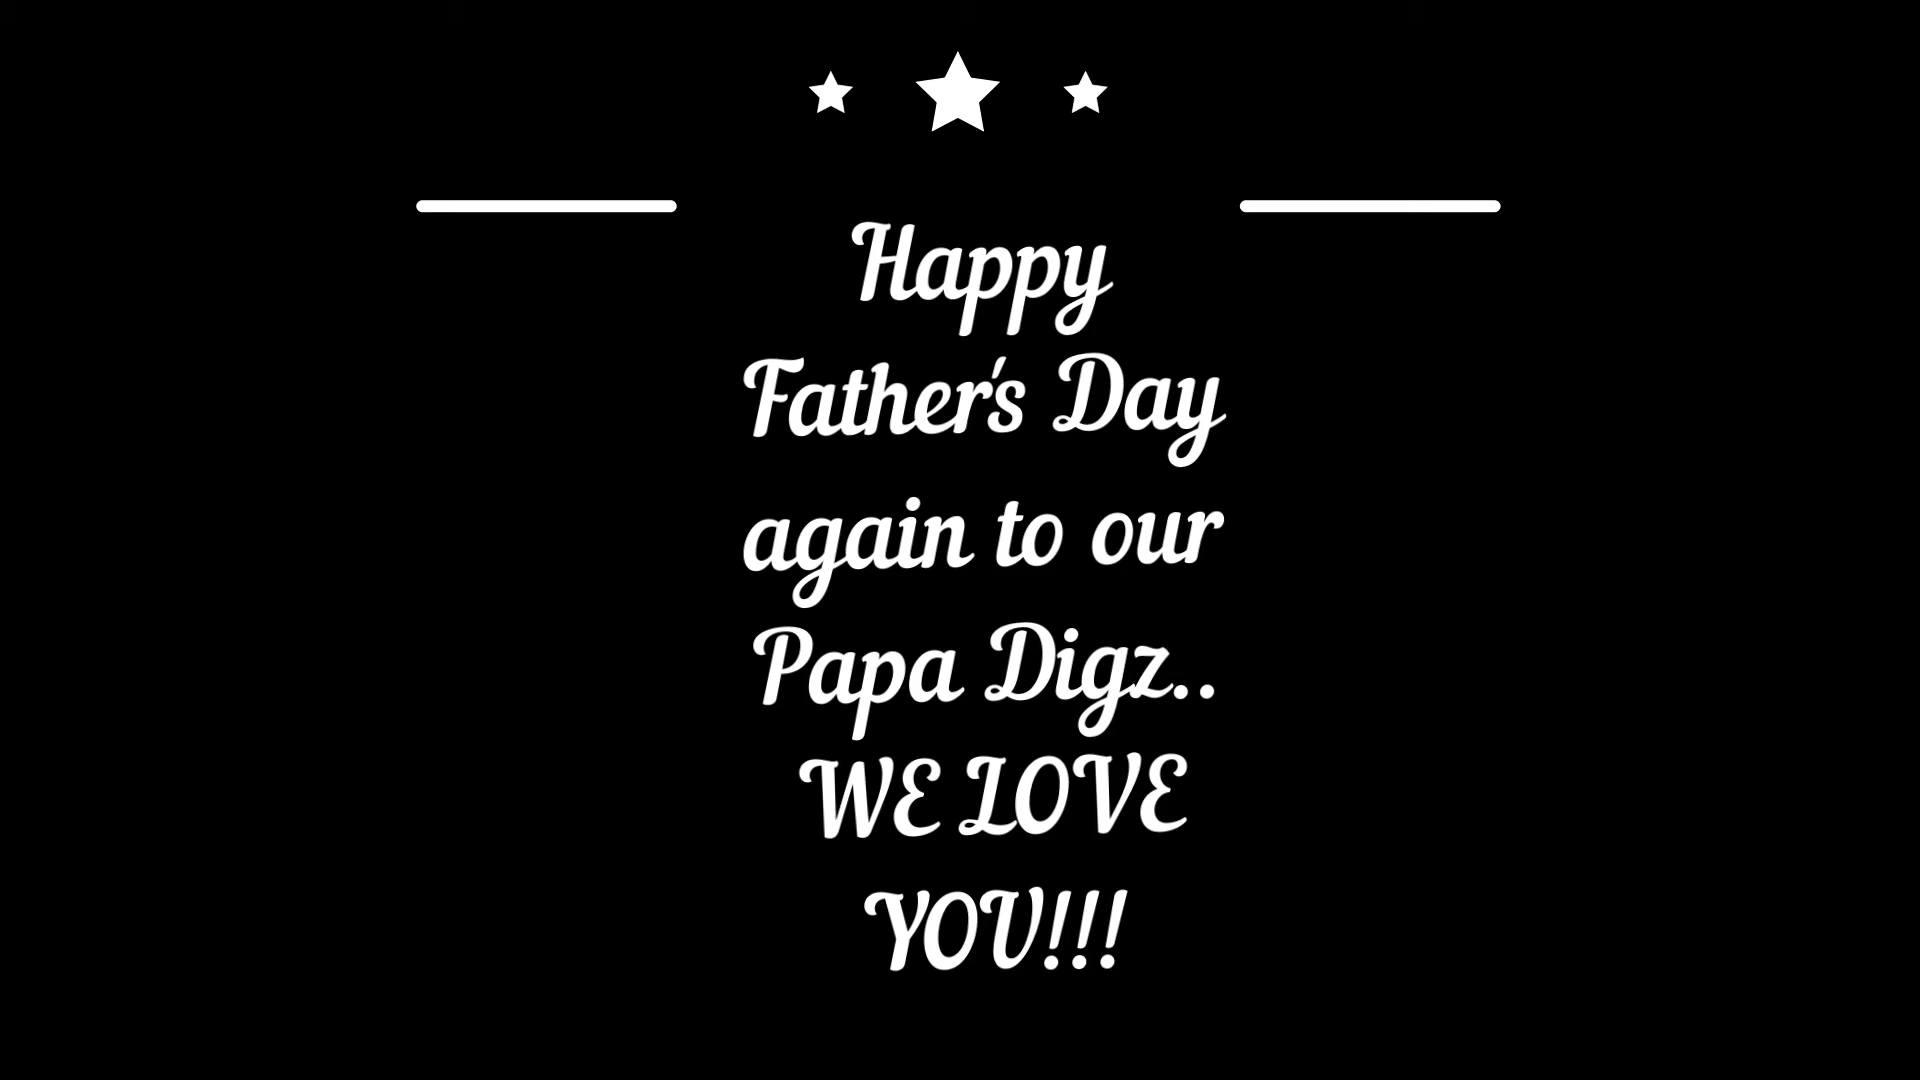 Happy
Father's Day
again to our
Papa Digz..
WE LOVE
YOU!!!